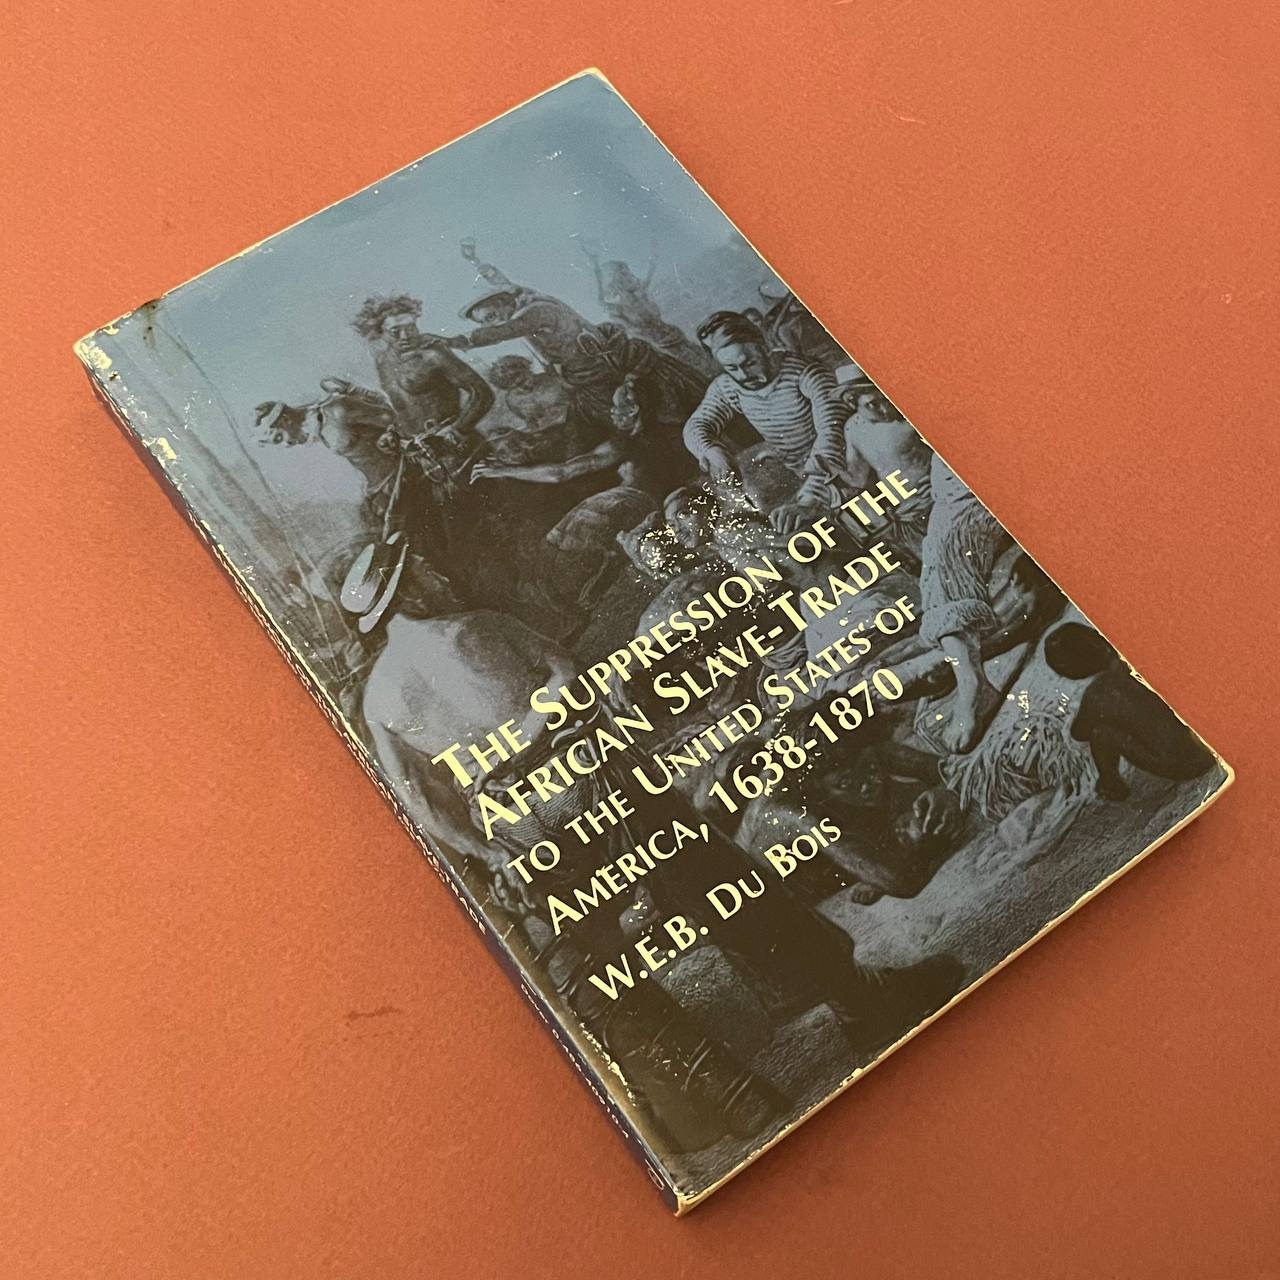 The Suppression of the
African Slave-Trade
to the United States of
America, 1638-1870
W.E.B. Du Bois